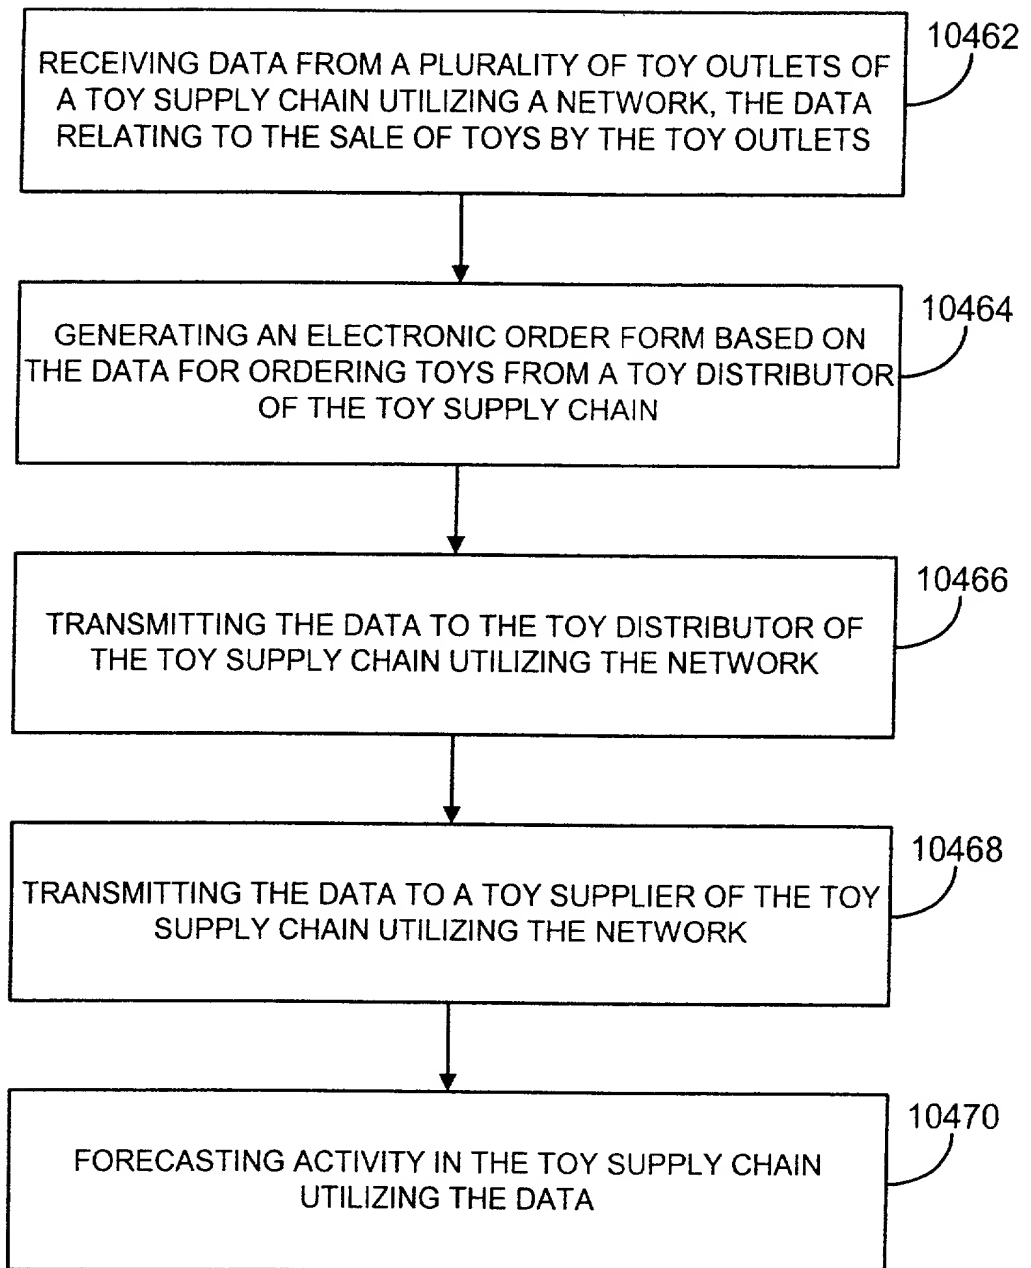 10462
RECEIVING DATA FROM A PLURALITY OF TOY OUTLETS OF
A TOY SUPPLY CHAIN UTILIZING A NETWORK, THE DATA
RELATING TO THE SALE OF TOYS BY THE TOY OUTLETS
10464
GENERATING AN ELECTRONIC ORDER FORM BASED ON
THE DATA FOR ORDERING TOYS FROM A TOY DISTRIBUTOR
OF THE TOY SUPPLY CHAIN
10466
TRANSMITTING THE DATA TO THE TOY DISTRIBUTOR OF
THE TOY SUPPLY CHAIN UTILIZING THE NETWORK
10468
TRANSMITTING THE DATA TO A TOY SUPPLIER OF THE TOY
SUPPLY CHAIN UTILIZING THE NETWORK
10470
FORECASTING ACTIVITY IN THE TOY SUPPLY CHAIN
UTILIZING THE DATA